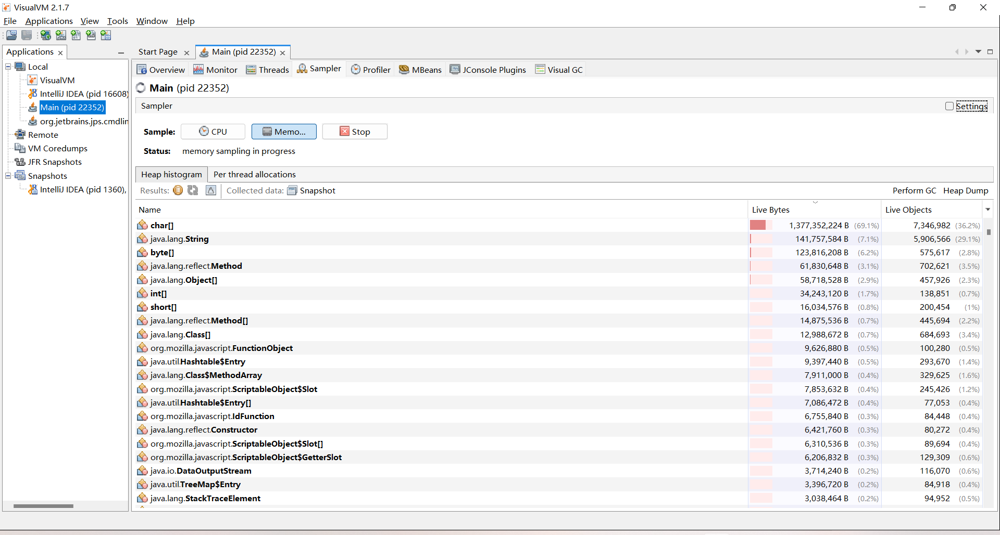 VisualVM 2.1.7
File Applications View Tools Window Help
Applications
Start Page
Main (pid 22352)
Local
VisualVM
IntelliJ IDEA (pid 16608)
Main (pid 22352)
org.jetbrains.jps.cmdlin
Remote
VM Coredumps
JFR Snapshots
Snapshots
IntelliJ IDEA (pid 1360),
Overview Monitor Threads Sampler Profiler MBeans JConsole Plugins Visual GC
Main (pid 22352)
Sampler
Settings
Sample: CPU Memo... Stop
Status: memory sampling in progress
Heap histogram Per thread allocations
Results: Collected data: Snapshot Perform GC Heap Dump
Name Live Bytes Live Objects
char[] 1,377,352,224 B (69.1%) 7,346,982 (36.2%)
java.lang.String 141,757,584 B (7.1%) 5,906,566 (29.1%)
byte[] 123,816,208 B (6.2%) 575,617 (2.8%)
java.lang.reflect.Method 61,830,648 B (3.1%) 702,621 (3.5%)
java.lang.Object[] 58,718,528 B (2.9%) 457,926 (2.3%)
int[] 34,243,120 B (1.7%) 138,851 (0.7%)
short[] 16,034,576 B (0.8%) 200,454 (1%)
java.lang.reflect.Method[] 14,875,536 B (0.7%) 445,694 (2.2%)
java.lang.Class[] 12,988,672 B (0.7%) 684,693 (3.4%)
org.mozilla.javascript.FunctionObject 9,626,880 B (0.5%) 100,280 (0.5%)
java.util.Hashtable$Entry 9,397,440 B (0.5%) 293,670 (1.4%)
java.lang.Class$MethodArray 7,911,000 B (0.4%) 329,625 (1.6%)
org.mozilla.javascript.ScriptableObject$Slot 7,853,632 B (0.4%) 245,426 (1.2%)
java.util.Hashtable$Entry[] 7,086,472 B (0.4%) 77,053 (0.4%)
org.mozilla.javascript.IdFunction 6,755,840 B (0.3%) 84,448 (0.4%)
java.lang.reflect.Constructor 6,421,760 B (0.3%) 80,272 (0.4%)
org.mozilla.javascript.ScriptableObject$Slot[] 6,310,536 B (0.3%) 89,694 (0.4%)
org.mozilla.javascript.ScriptableObject$GetterSlot 6,206,832 B (0.3%) 129,309 (0.6%)
java.io.DataOutputStream 3,714,240 B (0.2%) 116,070 (0.6%)
java.util.TreeMap$Entry 3,396,720 B (0.2%) 84,918 (0.4%)
java.lang.StackTraceElement 3,038,464 B (0.2%) 94,952 (0.5%)